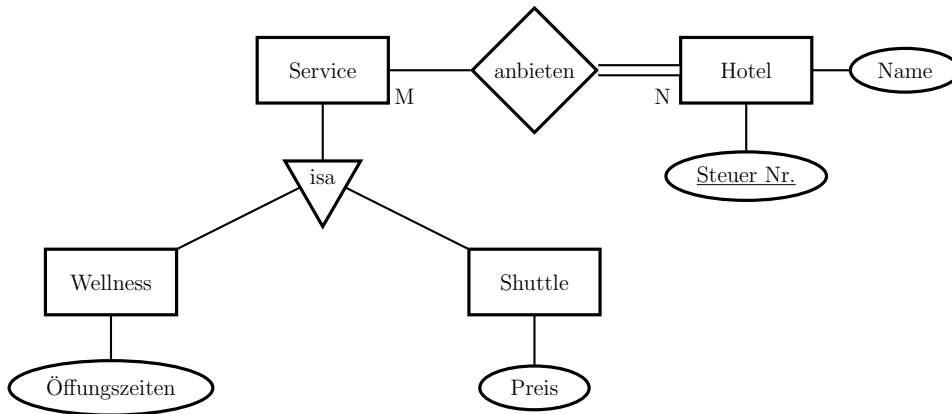 Service
anbieten
Hotel
Name
M
N
isa
Steuer Nr.
Wellness
Shuttle
Öffungszeiten
Preis